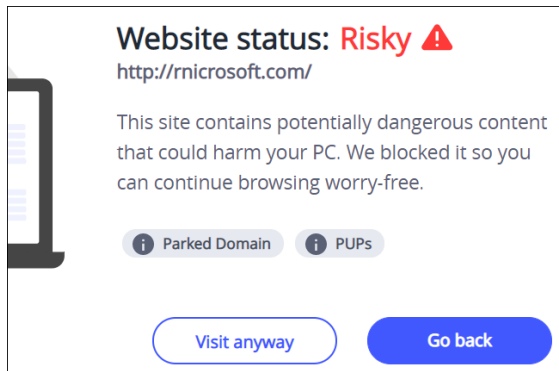 Website status: Risky
http://rnicrosoft.com/
This site contains potentially dangerous content
that could harm your PC. We blocked it so you
can continue browsing worry-free.
Parked Domain PUPs
Visit anyway Go back